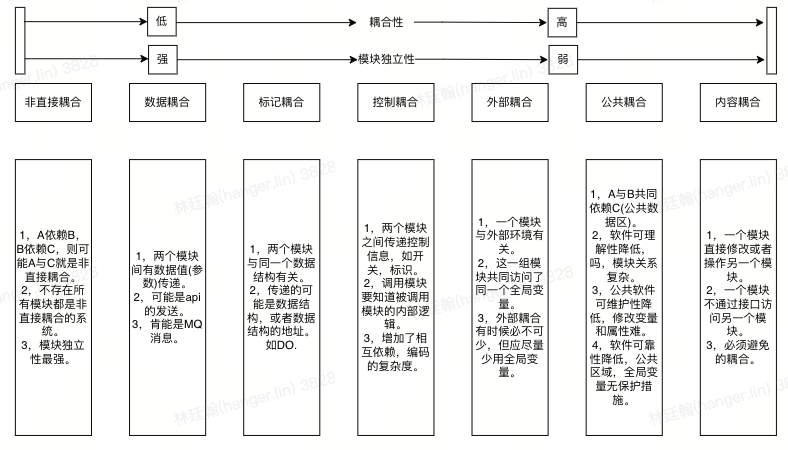 低
耦合性
高
强
模块独立性
弱
非直接耦合
数据耦合
标记耦合
控制耦合
外部耦合
公共耦合
内容耦合
1，A依赖B，
B依赖C，则可
能A与C就是非
直接耦合。
2，不存在所
有模块都是非
直接耦合的系
统。
3，模块独立
性最强。
1，两个模块
间有数据值(参
数)传递。
2，可能是api
的发送。
3，肯能是MQ
消息。
1，两个模块
与同一个数据
结构有关。
2，传递的可
能是数据结
构，或者数据
结构的地址。
如DO.
1，两个模块
之间传递控制
信息，如开
关，标识。
2，调用模块
要知道被调用
模块的内部逻
辑。
3，增加了相
互依赖，编码
的复杂度。
1，一个模块
与外部环境有
关。
2，这一组模
块共同访问了
同一个全局变
量。
3，外部耦合
有时候必不可
少，但应尽量
少用全局变
量。
1，A与B共同
依赖C(公共数
据区)。
2，软件可理
解性降低，
吗，模块关系
复杂。
3，公共软件
可维护性降
低，修改变量
和属性难。
4，软件可靠
性降低，公共
区域，全局变
量无保护措
施。
1，一个模块
直接修改或者
操作另一个模
块。
2，一个模块
不通过接口访
问另一个模
块。
3，必须避免
的耦合。
林廷翰(hanger.lin) 3828